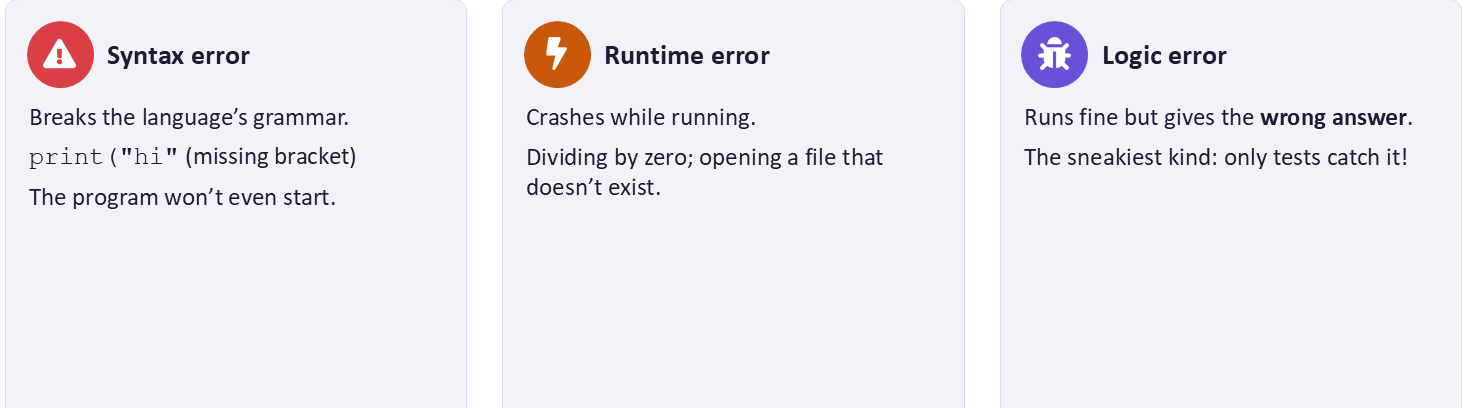 Syntax error
Breaks the language’s grammar.
print("hi" (missing bracket)
The program won’t even start.
Runtime error
Crashes while running.
Dividing by zero; opening a file that
doesn’t exist.
Logic error
Runs fine but gives the wrong answer.
The sneakiest kind: only tests catch it!